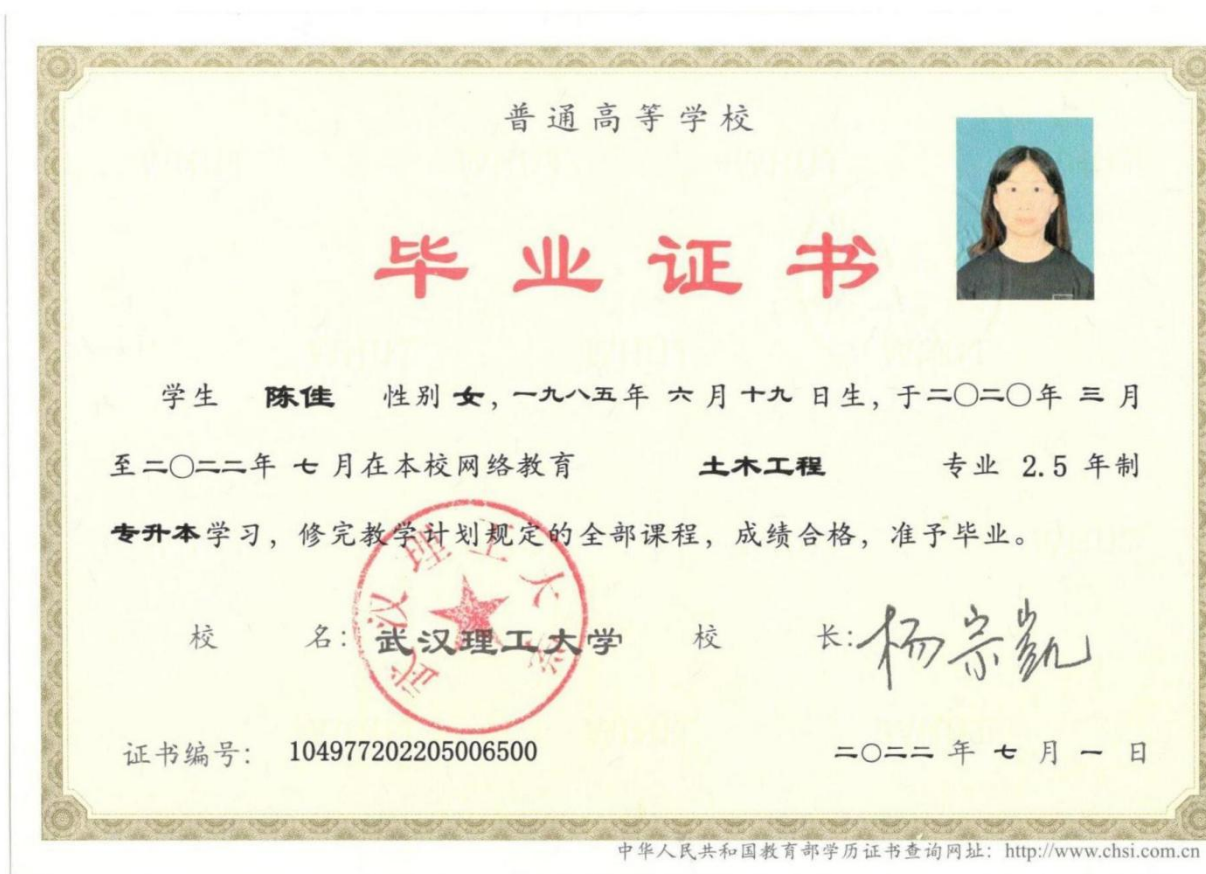 普通高等学校
毕业证书
学生 陈佳 性别 女, 一九八五年 六 月 十九 日生, 于二〇二〇年 三 月
至二〇二二年 七 月在本校网络教育 土木工程 专业 2.5 年制
专升本学习, 修完教学计划规定的全部课程, 成绩合格, 准予毕业。
武汉理工大学
校 名: 武汉理工大学 校 长: 杨宗凯
证书编号: 104977202205006500 二〇二二 年 七 月 一 日
中华人民共和国教育部学历证书查询网址: http://www.chsi.com.cn